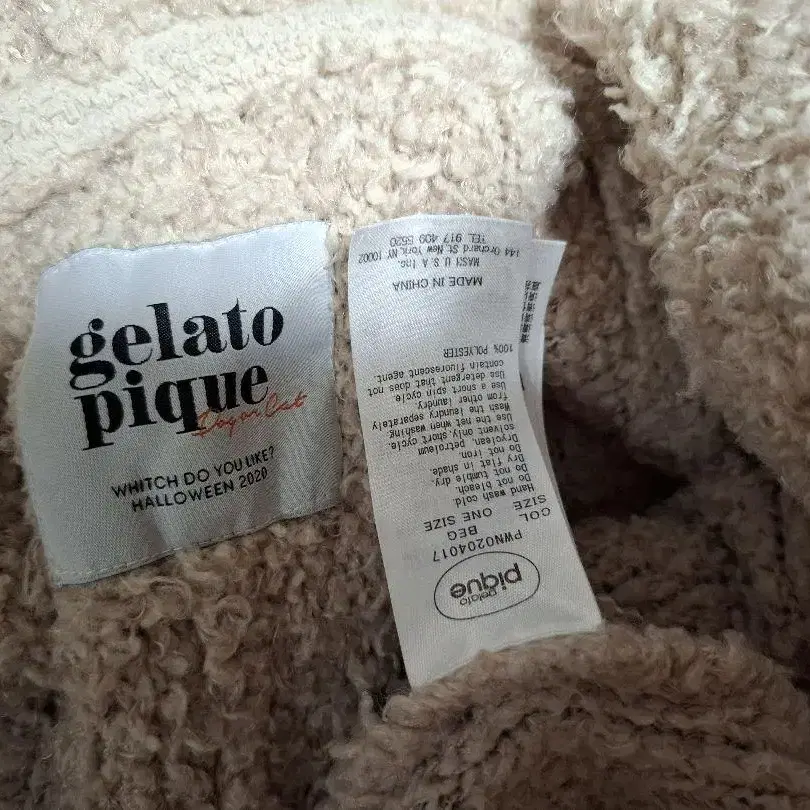 gelato
pique
Sugar Cat
WHITCH DO YOU LIKE?
HALLOWEEN 2020
gelato
pique
PWN0204017
COL BEG
SIZE ONE SIZE
Hand wash cold.
Do not bleach.
Do not tumble dry.
Dry flat in shade.
Do not iron.
Dryclean, petroleum
solvent only, short cycle.
Use the net when washing
Wash the laundry separately
from other laundry.
Use a short spin cycle.
Use detergent that does not
contain fluorescent agent.
100% POLYESTER
MADE IN CHINA
MASH U S A Inc.
144 Orchard St, New York, NY 10002
TEL 917 409 5520